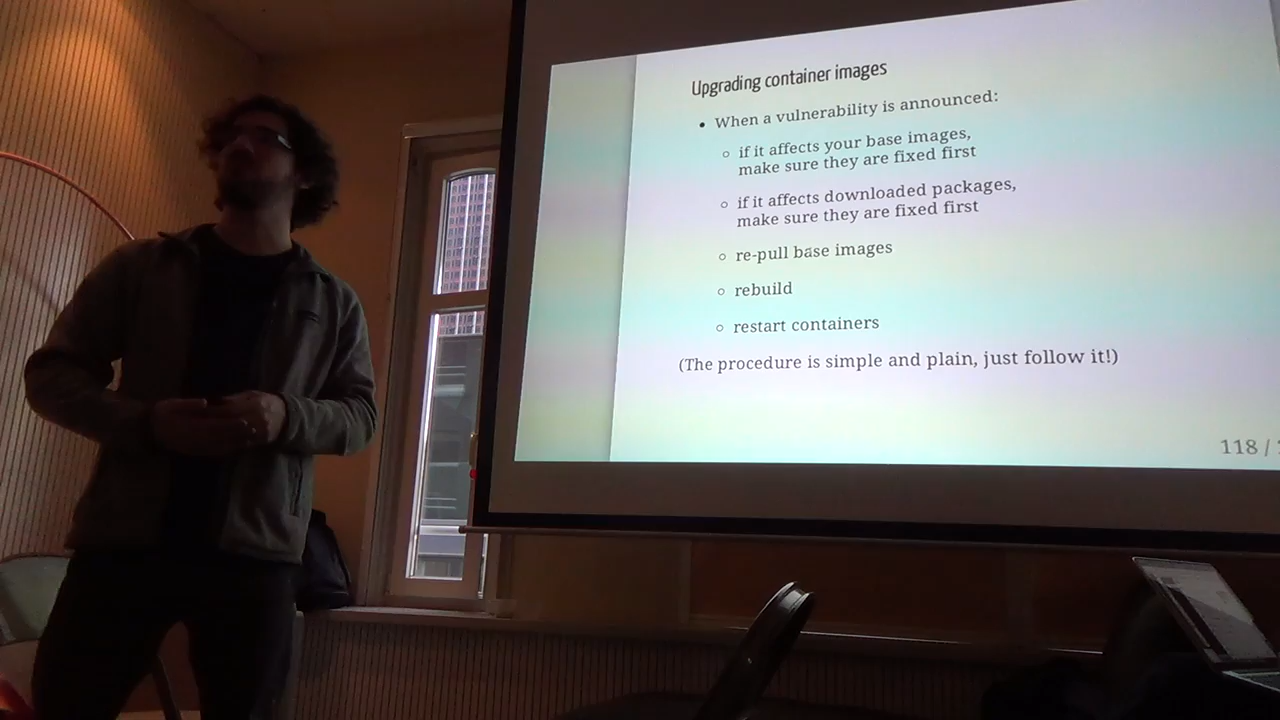 Upgrading container images
• When a vulnerability is announced:
○ if it affects your base images,
make sure they are fixed first
○ if it affects downloaded packages,
make sure they are fixed first
○ re-pull base images
○ rebuild
○ restart containers
(The procedure is simple and plain, just follow it!)
118 /